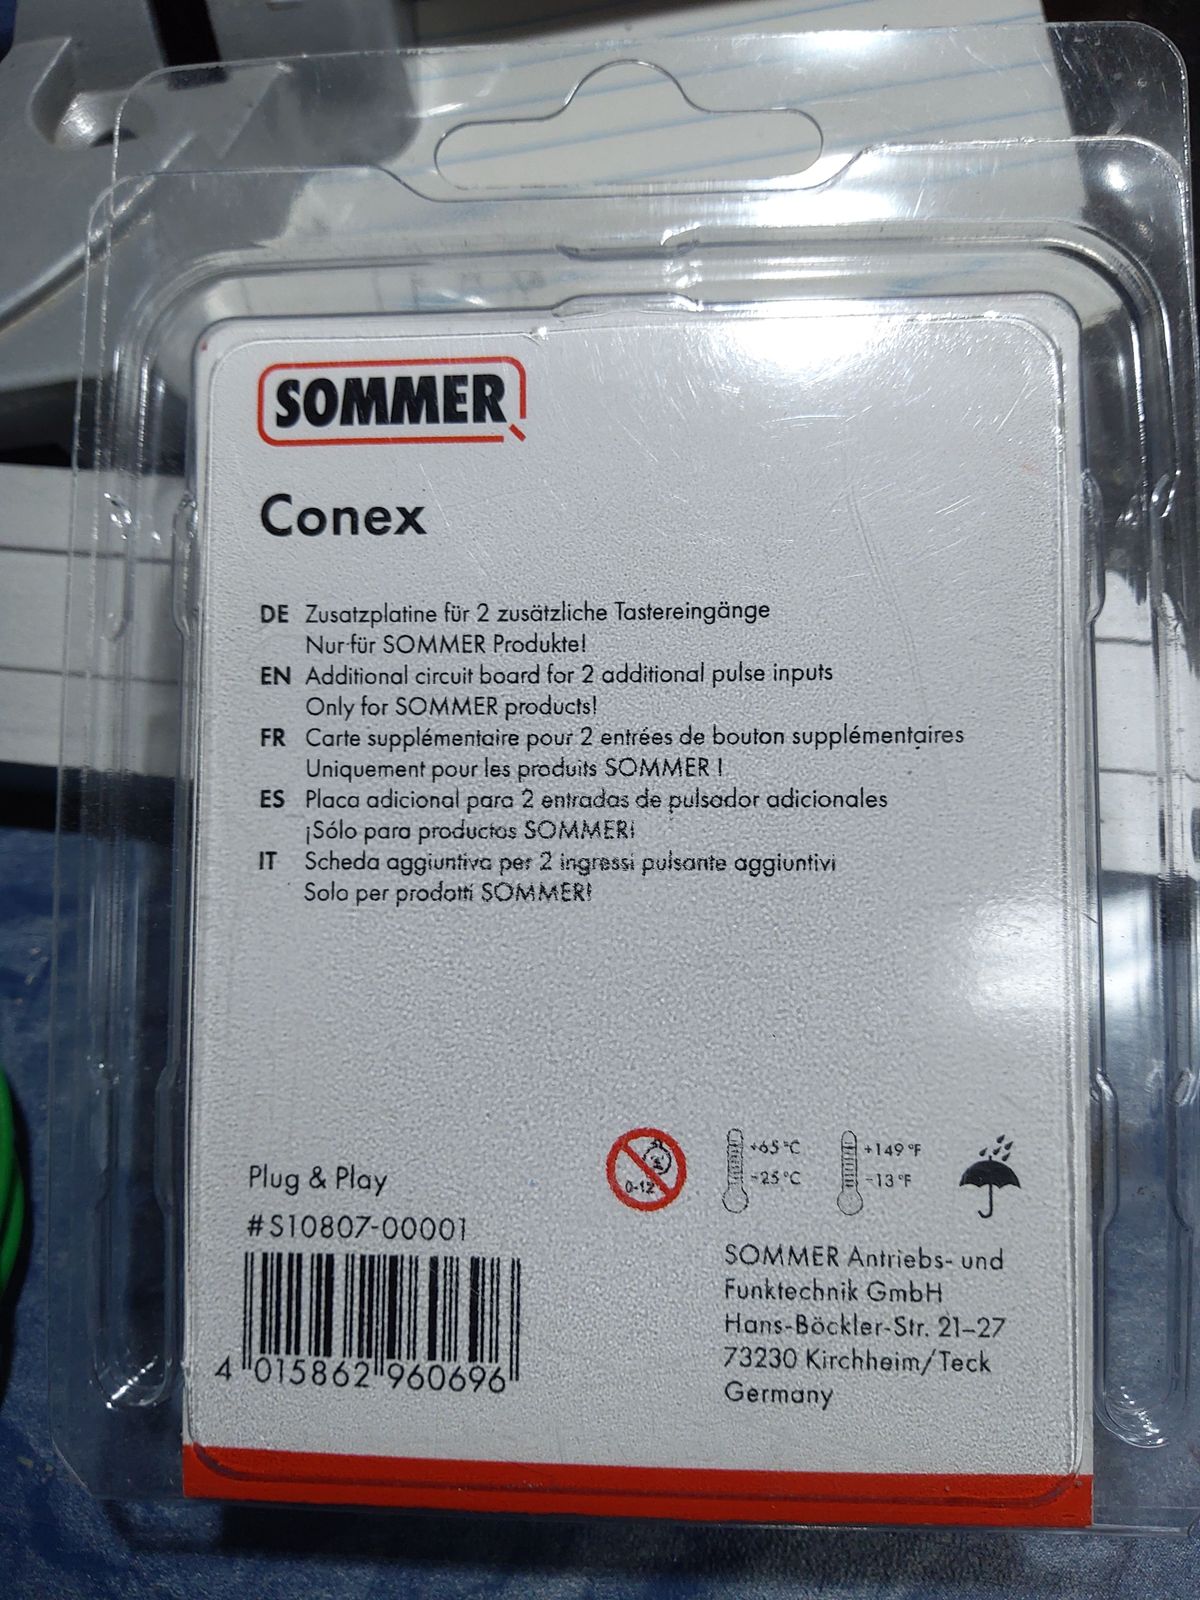 SOMMER
Conex
DE Zusatzplatine für 2 zusätzliche Tastereingänge
Nur für SOMMER Produkte!
EN Additional circuit board for 2 additional pulse inputs
Only for SOMMER products!
FR Carte supplémentaire pour 2 entrées de bouton supplémentaires
Uniquement pour les produits SOMMER !
ES Placa adicional para 2 entradas de pulsador adicionales
¡Sólo para productos SOMMER¡
IT Scheda aggiuntiva per 2 ingressi pulsante aggiuntivi
Solo per prodotti SOMMER!
0-12
+65 °C
-25 °C
+149 °F
-13 °F
Plug & Play
#S10807-00001
4 015862 960696
SOMMER Antriebs- und
Funktechnik GmbH
Hans-Böckler-Str. 21–27
73230 Kirchheim/Teck
Germany